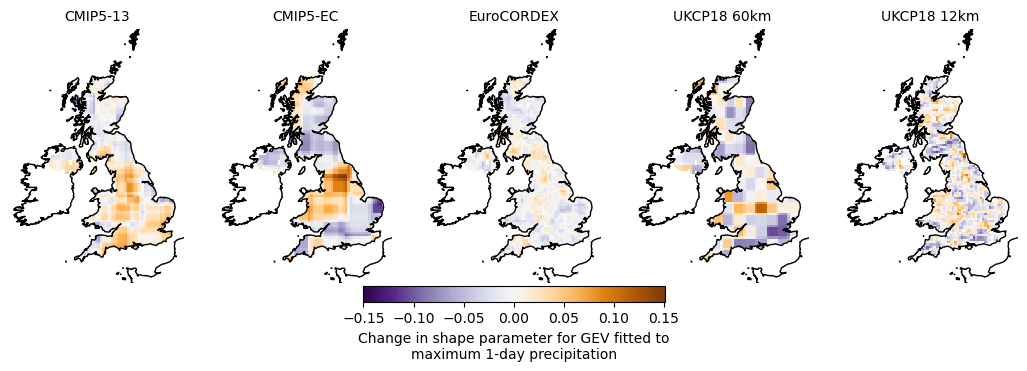 CMIP5-13 CMIP5-EC EuroCORDEX UKCP18 60km UKCP18 12km
−0.15 −0.10 −0.05 0.00 0.05 0.10 0.15
Change in shape parameter for GEV fitted to
maximum 1-day precipitation